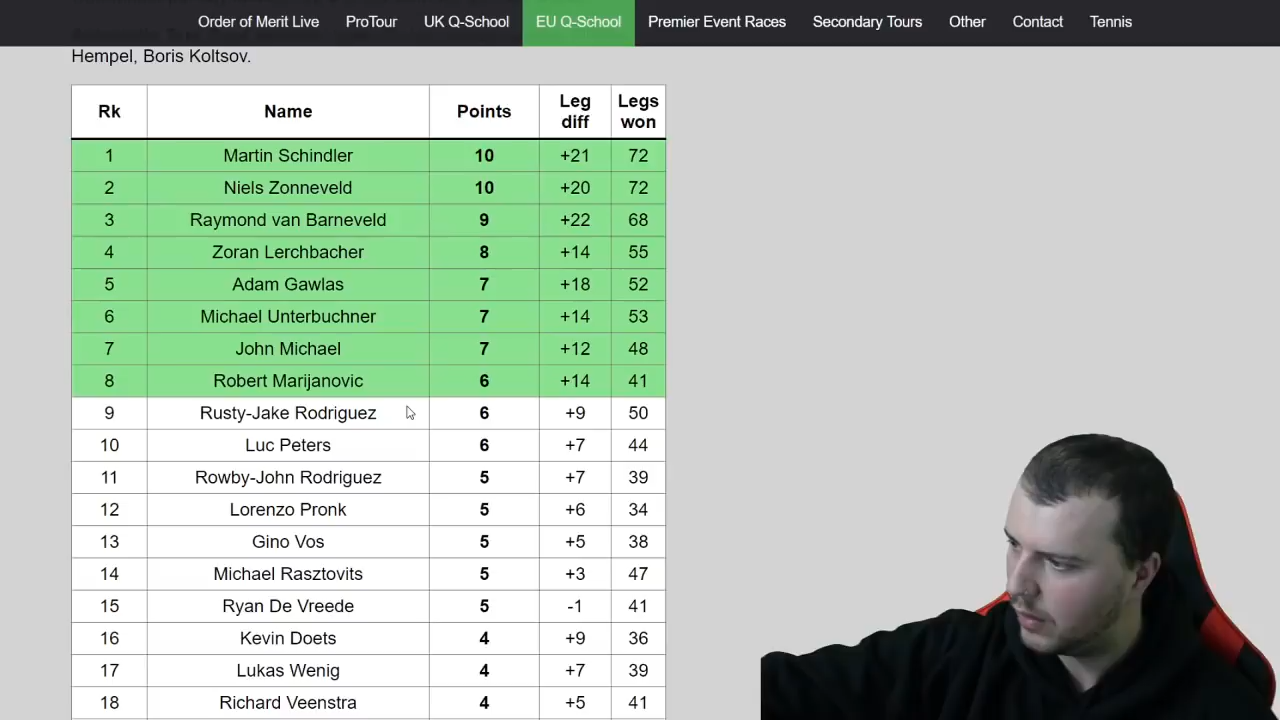 Order of Merit Live ProTour UK Q-School EU Q-School Premier Event Races Secondary Tours Other Contact Tennis
Hempel, Boris Koltsov.
Rk Name Points Leg diff Legs won
1 Martin Schindler 10 +21 72
2 Niels Zonneveld 10 +20 72
3 Raymond van Barneveld 9 +22 68
4 Zoran Lerchbacher 8 +14 55
5 Adam Gawlas 7 +18 52
6 Michael Unterbuchner 7 +14 53
7 John Michael 7 +12 48
8 Robert Marijanovic 6 +14 41
9 Rusty-Jake Rodriguez 6 +9 50
10 Luc Peters 6 +7 44
11 Rowby-John Rodriguez 5 +7 39
12 Lorenzo Pronk 5 +6 34
13 Gino Vos 5 +5 38
14 Michael Rasztovits 5 +3 47
15 Ryan De Vreede 5 -1 41
16 Kevin Doets 4 +9 36
17 Lukas Wenig 4 +7 39
18 Richard Veenstra 4 +5 41